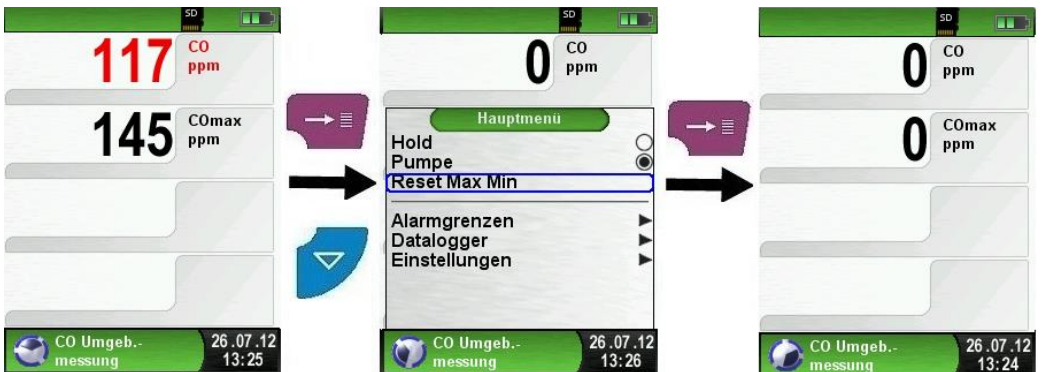 SD
117 CO
ppm
145 COmax
ppm
CO Umgeb.-
messung
26.07.12
13:25
SD
0 CO
ppm
Hauptmenü
Hold
Pumpe
Reset Max Min
Alarmgrenzen
Datalogger
Einstellungen
CO Umgeb.-
messung
26.07.12
13:26
SD
0 CO
ppm
0 COmax
ppm
CO Umgeb.-
messung
26.07.12
13:24